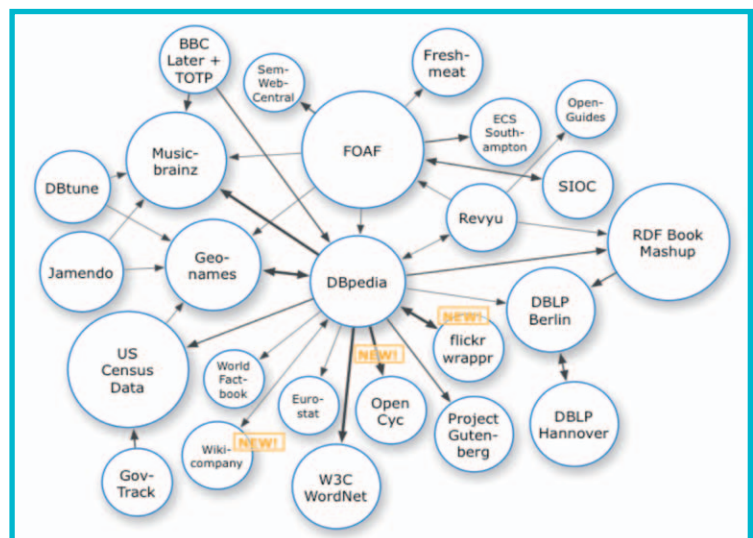 BBC
Later +
TOTP
Sem-
Web-
Central
Fresh-
meat
Music-
brainz
FOAF
ECS
South-
ampton
Open-
Guides
DBtune
SIOC
Revyu
RDF Book
Mashup
Jamendo
Geo-
names
DBpedia
DBLP
Berlin
NEW!
flickr
wrappr
US
Census
Data
World
Fact-
book
NEW!
Euro-
stat
Open
Cyc
Project
Guten-
berg
DBLP
Hannover
Wiki-
company
NEW!
Gov-
Track
W3C
WordNet